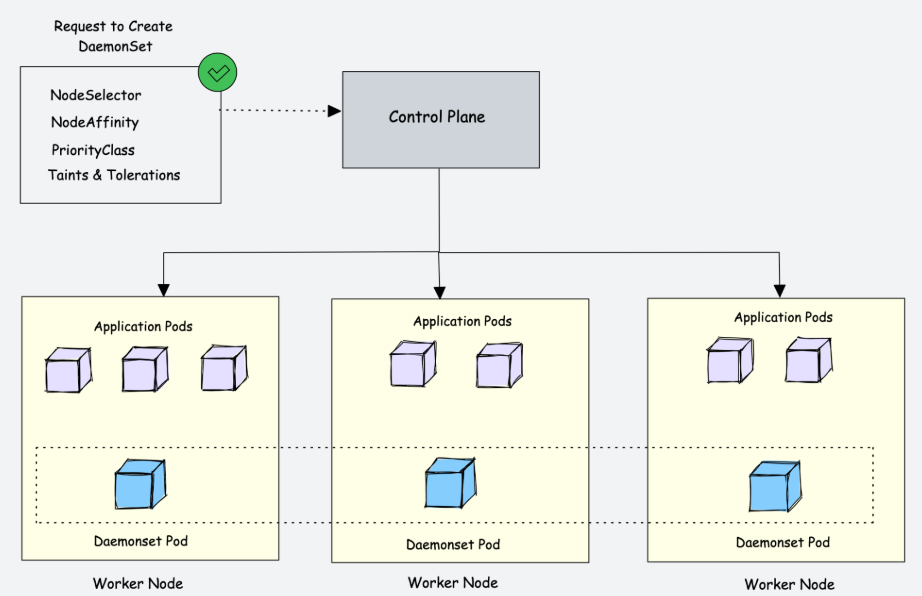 Request to Create
DaemonSet
NodeSelector
NodeAffinity
PriorityClass
Taints & Tolerations
Control Plane
Application Pods
Application Pods
Application Pods
Daemonset Pod
Daemonset Pod
Daemonset Pod
Worker Node
Worker Node
Worker Node